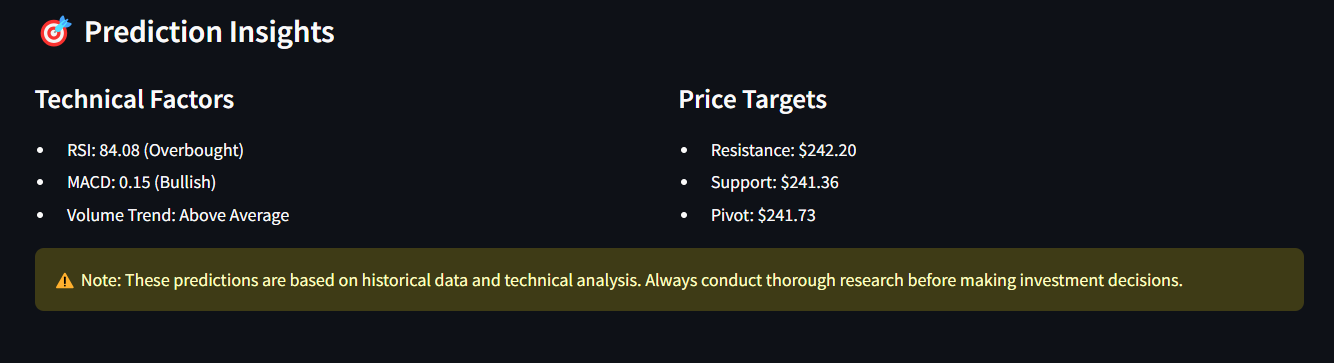 Prediction Insights
Technical Factors
RSI: 84.08 (Overbought)
MACD: 0.15 (Bullish)
Volume Trend: Above Average
Price Targets
Resistance: $242.20
Support: $241.36
Pivot: $241.73
Note: These predictions are based on historical data and technical analysis. Always conduct thorough research before making investment decisions.